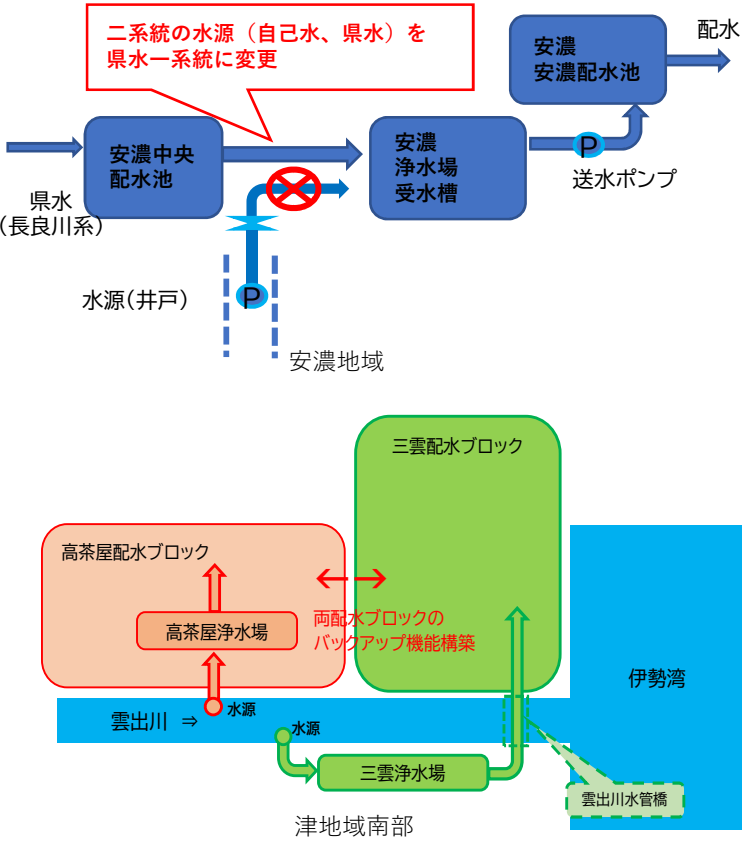 二系統の水源（自己水、県水）を
県水一系統に変更
安濃
安濃配水池
配水
安濃中央
配水池
安濃
浄水場
受水槽
P
送水ポンプ
県水
（長良川系）
水源（井戸）
P
安濃地域
三雲配水ブロック
高茶屋配水ブロック
両配水ブロックの
バックアップ機能構築
高茶屋浄水場
伊勢湾
雲出川 ⇒
水源
水源
三雲浄水場
雲出川水管橋
津地域南部